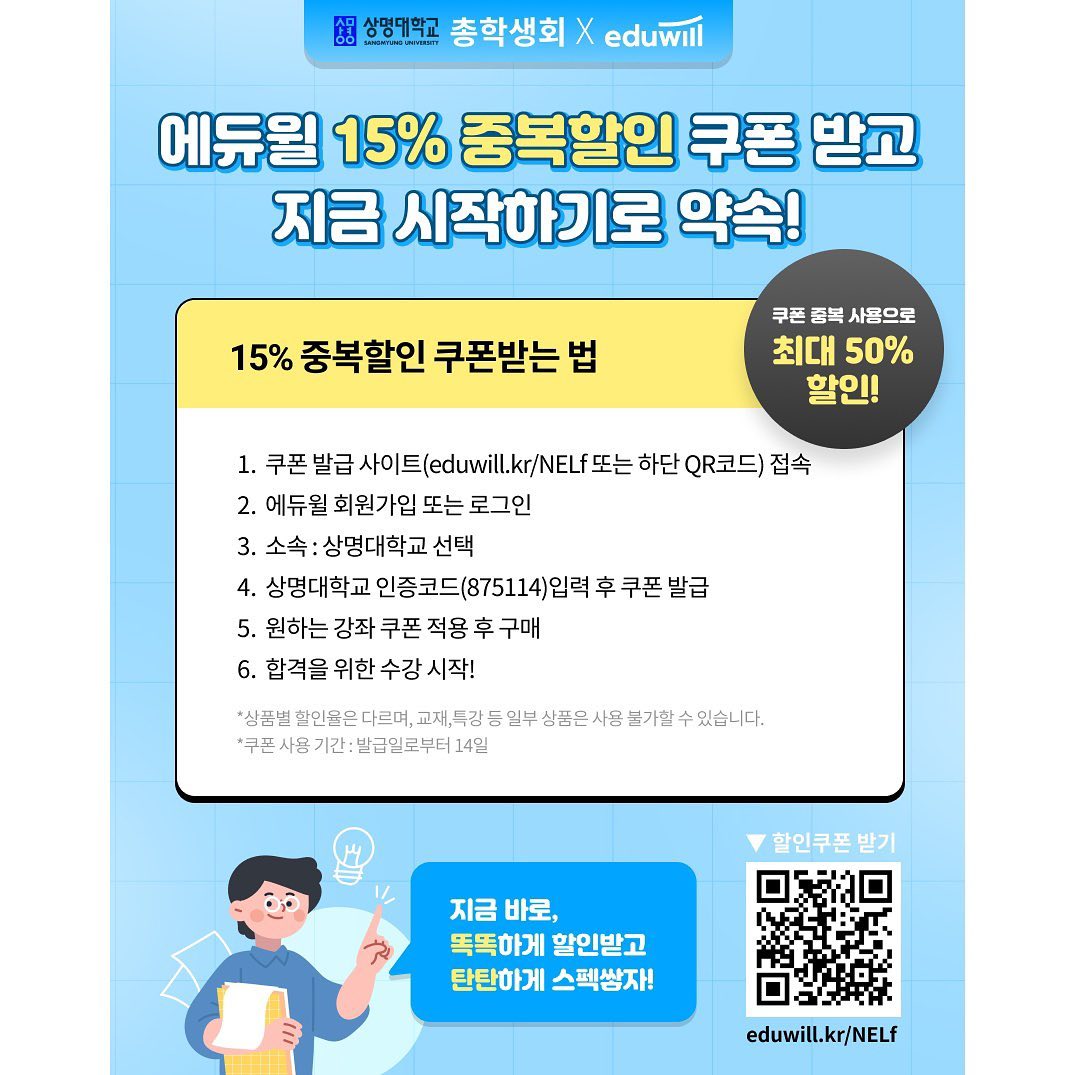 상명대학교 총학생회 X eduwill
SANGMYUNG UNIVERSITY
에듀윌 15% 중복할인 쿠폰 받고
지금 시작하기로 약속!
쿠폰 중복 사용으로
최대 50%
할인!
15% 중복할인 쿠폰받는 법
1. 쿠폰 발급 사이트(eduwill.kr/NELf 또는 하단 QR코드) 접속
2. 에듀윌 회원가입 또는 로그인
3. 소속 : 상명대학교 선택
4. 상명대학교 인증코드(875114)입력 후 쿠폰 발급
5. 원하는 강좌 쿠폰 적용 후 구매
6. 합격을 위한 수강 시작!
*상품별 할인율은 다르며, 교재,특강 등 일부 상품은 사용 불가할 수 있습니다.
*쿠폰 사용 기간 : 발급일로부터 14일
지금 바로,
똑똑하게 할인받고
탄탄하게 스펙쌓자!
▼ 할인쿠폰 받기
eduwill.kr/NELf